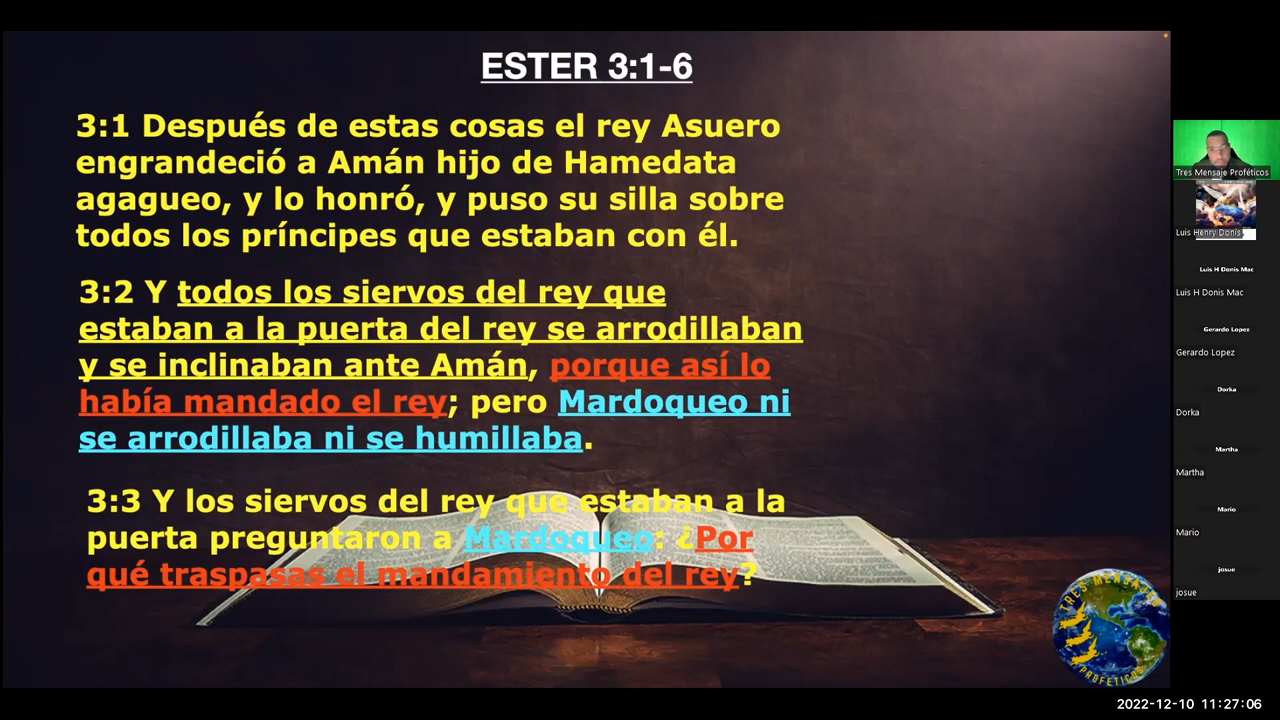 ESTER 3:1-6
3:1 Después de estas cosas el rey Asuero
engrandeció a Amán hijo de Hamedata
agagueo, y lo honró, y puso su silla sobre
todos los príncipes que estaban con él.
3:2 Y todos los siervos del rey que
estaban a la puerta del rey se arrodillaban
y se inclinaban ante Amán, porque así lo
había mandado el rey; pero Mardoqueo ni
se arrodillaba ni se humillaba.
3:3 Y los siervos del rey que estaban a la
puerta preguntaron a Mardoqueo: ¿Por
qué traspasas el mandamiento del rey?
TRES MENSAJES
PROFETICOS
Tres Mensaje Proféticos
Luis Henry Donis
Luis H Donis Mac
Luis H Donis Mac
Gerardo Lopez
Gerardo Lopez
Dorka
Dorka
Martha
Martha
Mario
Mario
josue
josue
2022-12-10 11:27:06